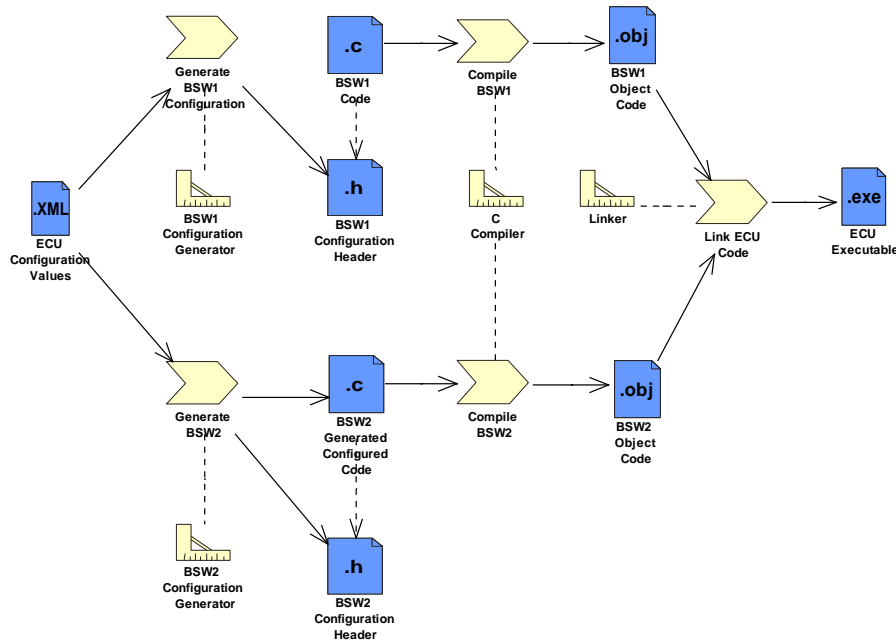 .c
.obj
Generate
BSW1
Configuration
BSW1
Code
Compile
BSW1
BSW1
Object
Code
.XML
ECU
Configuration
Values
BSW1
Configuration
Generator
.h
BSW1
Configuration
Header
C
Compiler
Linker
Link ECU
Code
.exe
ECU
Executable
Generate
BSW2
.c
BSW2
Generated
Configured
Code
Compile
BSW2
.obj
BSW2
Object
Code
BSW2
Configuration
Generator
.h
BSW2
Configuration
Header